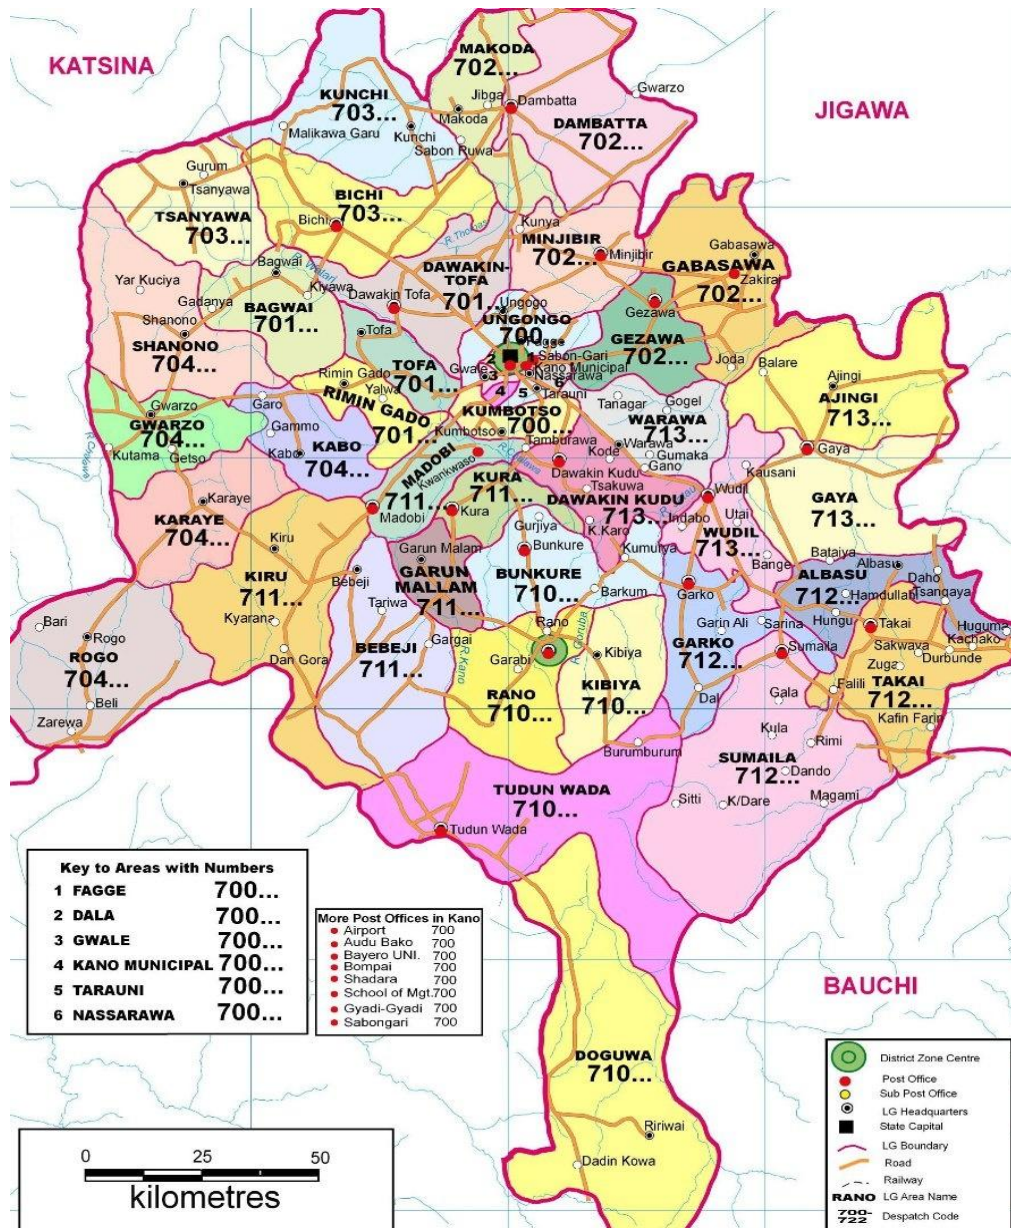 KATSINA
JIGAWA
BAUCHI
MAKODA
702...
Jibga
Dambatta
Gwarzo
KUNCHI
703...
Makoda
DAMBATTA
702...
Malikawa Garu
Kunchi
Sabon Ruwa
Gurum
Tsanyawa
TSANYAWA
703...
BICHI
703...
Bichi
R. Thomas
Kunya
MINJIBIR
702...
Minjibir
Gabasawa
GABASAWA
702...
Zakirai
Bagwai
R. Watari
Yar Kuciya
Kiyawa
DAWAKIN-
TOFA
701...
Dawakin Tofa
Gadanya
BAGWAI
701...
Ungogo
UNGONGO
700
Gezawa
GEZAWA
702...
Shanono
SHANONO
704...
Tofa
TOFA
701...
Fagge
2
1
Sabon-Gari
Kano Municipal
Gwale
3
Nassarawa
6
4
5
Tarauni
Joda
Balare
Ajingi
AJINGI
713...
Rimin Gado
Yalwa
RIMIN GADO
701...
Gwarzo
GWARZO
704...
Garo
Gammo
KABO
704...
Kabo
KUMBOTSO
700...
Kumbotso
Tanagar
Gogel
WARAWA
713...
Warawa
Gumaka
Gano
Kutama
Getso
Tamburawa
Kode
Gaya
MADOBI
711...
Kwankwaso
Madobi
KURA
711...
Kura
Dawakin Kudu
Tsakuwa
DAWAKIN KUDU
713...
Kausani
Wudil
Utai
WUDIL
713...
GAYA
713...
Karaye
KARAYE
704...
Gurjiya
K.Karo
Indabo
Kiru
KIRU
711...
Garun Malam
GARUN
MALLAM
711...
Bunkure
BUNKURE
710...
Kumurya
Bange
Bataiya
ALBASU
712...
Albasu
Daho
Tsangaya
Bebeji
Tariwa
Barkum
Garko
Hamdullahi
Hungu
Kyarana
Bari
Rogo
ROGO
704...
Beli
Zarewa
Dan Gora
BEBEJI
711...
Gargai
R.Kano
Rano
Garabi
RANO
710...
Kibiya
KIBIYA
710...
Garin Ali
GARKO
712...
Sarina
Sumaila
Takai
Huguma
Kachako
Sakwaya
Durbunde
Zuga
TAKAI
712...
Falili
Kafin Farin
Dal
Gala
Kula
Rimi
SUMAILA
712...
Dando
Burumburum
TUDUN WADA
710...
Tudun Wada
Sitti
K/Dare
Magami
DOGUWA
710...
Ririwai
Dadin Kowa
Key to Areas with Numbers
1 FAGGE 700...
2 DALA 700...
3 GWALE 700...
4 KANO MUNICIPAL 700...
5 TARAUNI 700...
6 NASSARAWA 700...
More Post Offices in Kano
Airport 700
Audu Bako 700
Bayero UNI. 700
Bompai 700
Shadara 700
School of Mgt. 700
Gyadi-Gyadi 700
Sabongari 700
0 25 50
kilometres
District Zone Centre
Post Office
Sub Post Office
LG Headquarters
State Capital
LG Boundary
Road
Railway
RANO LG Area Name
700-
722 Despatch Code